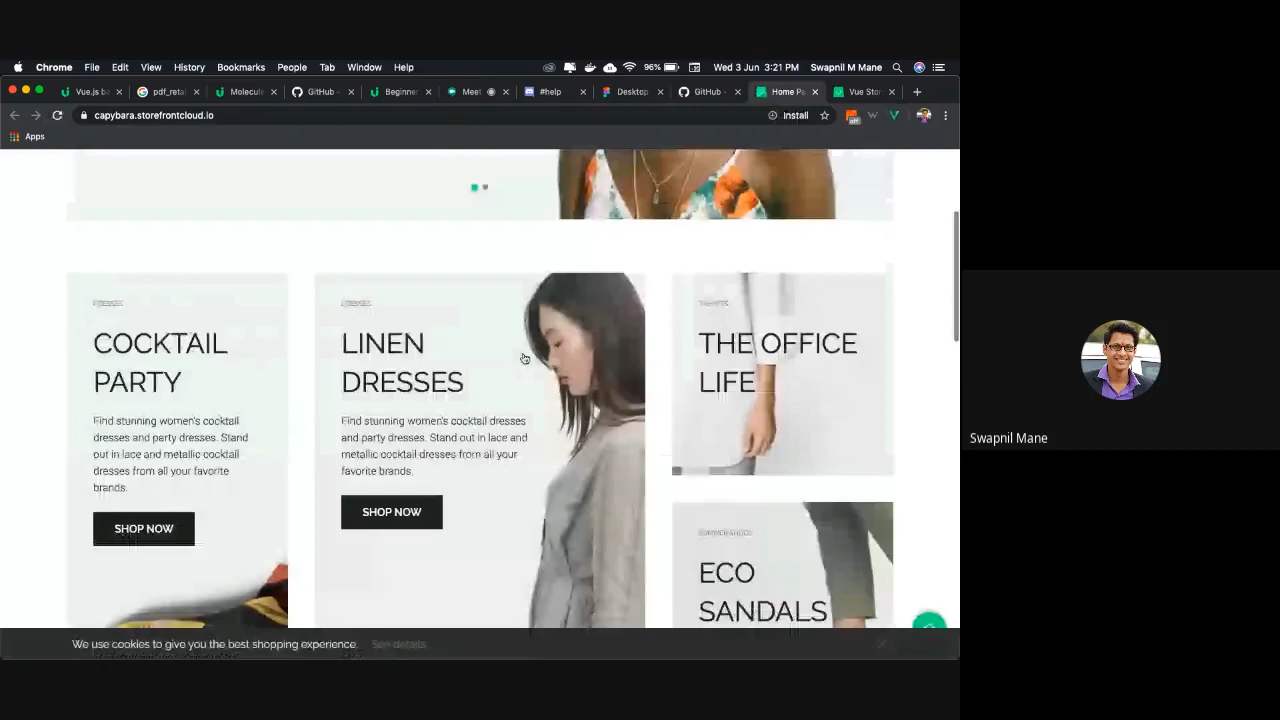 Chrome File Edit View History Bookmarks People Tab Window Help 96% Wed 3 Jun 3:21 PM Swapnil M Mane
Vue.js ba pdf_reta Molecule GitHub - Beginner Meet #help Desktop GitHub - Home Pa Vue Stor
capybara.storefrontcloud.io Install
Apps
COCKTAIL
PARTY
Find stunning women's cocktail
dresses and party dresses. Stand
out in lace and metallic cocktail
dresses from all your favorite
brands.
SHOP NOW
LINEN
DRESSES
Find stunning women's cocktail dresses
and party dresses. Stand out in lace and
metallic cocktail dresses from all your
favorite brands.
SHOP NOW
THE OFFICE
LIFE
ECO
SANDALS
We use cookies to give you the best shopping experience. See details
Swapnil Mane